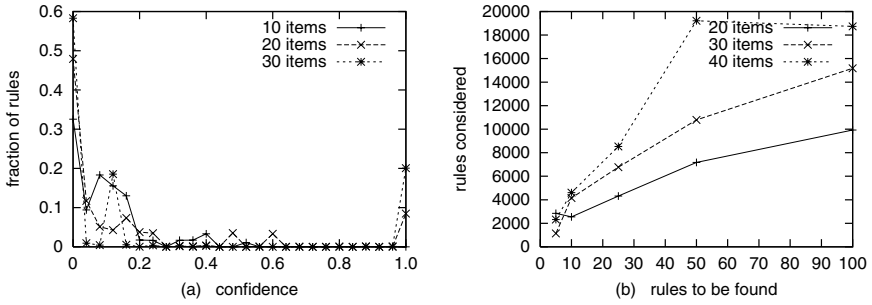 0.6
0.5
0.4
0.3
0.2
0.1
0
fraction of rules
10 items
20 items
30 items
0 0.2 0.4 0.6 0.8 1.0
(a) confidence
20000
18000
16000
14000
12000
10000
8000
6000
4000
2000
0
rules considered
20 items
30 items
40 items
0 10 20 30 40 50 60 70 80 90 100
(b) rules to be found